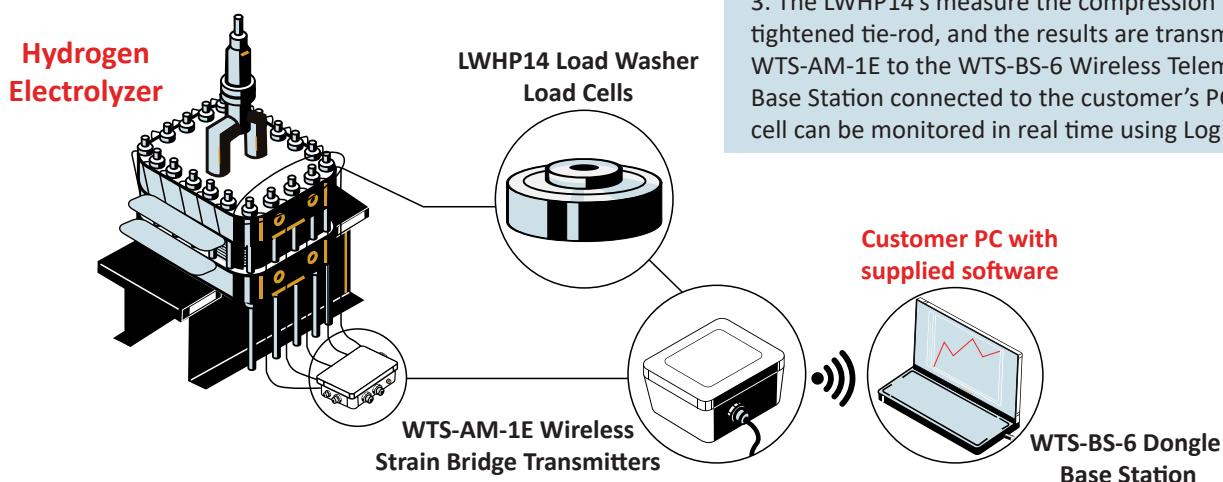 3. The LWHP14's measure the compression
tightened tie-rod, and the results are transm
WTS-AM-1E to the WTS-BS-6 Wireless Telem
Base Station connected to the customer's PC
cell can be monitored in real time using Log
Hydrogen
Electrolyzer
LWHP14 Load Washer
Load Cells
Customer PC with
supplied software
WTS-AM-1E Wireless
Strain Bridge Transmitters
WTS-BS-6 Dongle
Base Station